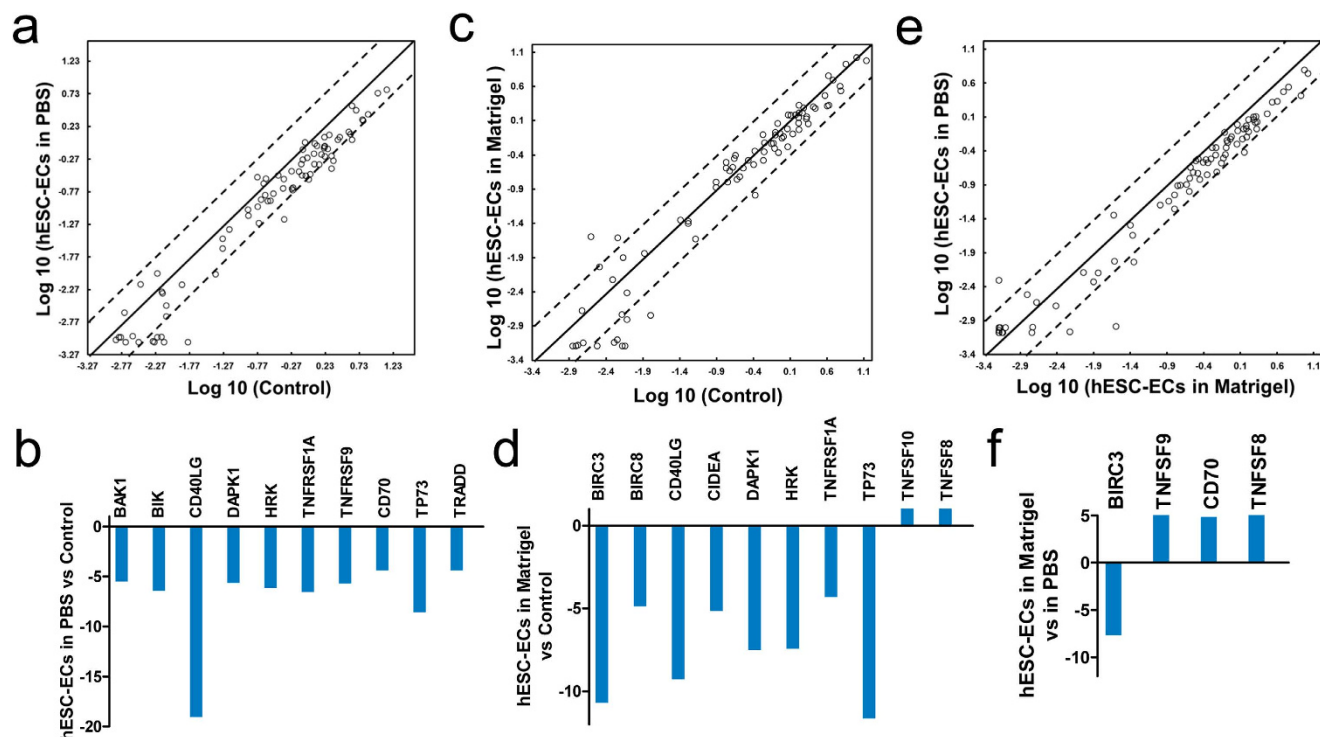 a
1.23
0.73
0.23
-0.27
-0.77
-1.27
-1.77
-2.27
-2.77
-3.27
Log 10 (hESC-ECs in PBS)
-3.27 -2.77 -2.27 -1.77 -1.27 -0.77 -0.27 0.23 0.73 1.23
Log 10 (Control)
c
1.1
0.6
0.1
-0.4
-0.9
-1.4
-1.9
-2.4
-2.9
-3.4
Log 10 (hESC-ECs in Matrigel )
-3.4 -2.9 -2.4 -1.9 -1.4 -0.9 -0.4 0.1 0.6 1.1
Log 10 (Control)
e
1.1
0.6
0.1
-0.4
-0.9
-1.4
-1.9
-2.4
-2.9
-3.4
Log 10 (hESC-ECs in PBS)
-3.4 -2.9 -2.4 -1.9 -1.4 -0.9 -0.4 0.1 0.6 1.1
Log 10 (hESC-ECs in Matrigel)
b
BAK1
BIK
CD40LG
DAPK1
HRK
TNFRSF1A
TNFRSF9
CD70
TP73
TRADD
0
-5
-10
-15
-20
hESC-ECs in PBS vs Control
d
BIRC3
BIRC8
CD40LG
CIDEA
DAPK1
HRK
TNFRSF1A
TP73
TNFSF10
TNFSF8
0
-5
-10
hESC-ECs in Matrigel
vs Control
f
BIRC3
TNFSF9
CD70
TNFSF8
5
0
-5
-10
hESC-ECs in Matrigel
vs in PBS